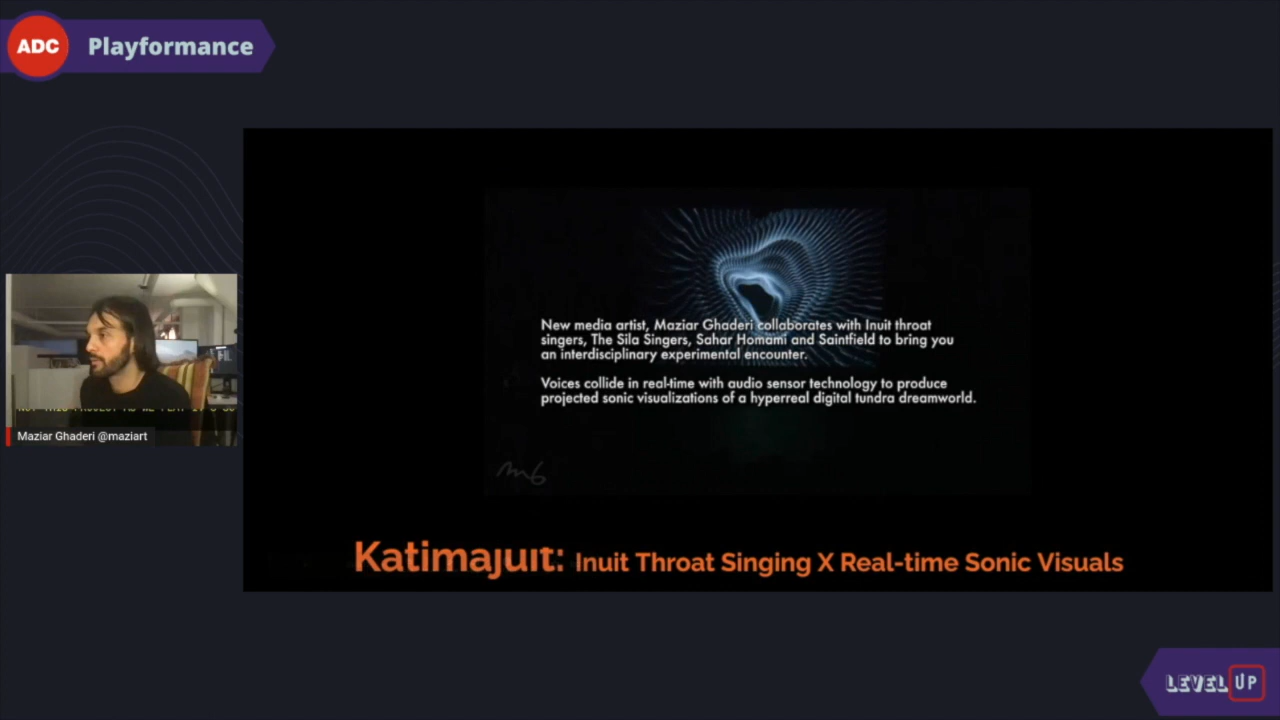 ADC Playformance
New media artist, Maziar Ghaderi collaborates with Inuit throat
singers, The Sila Singers, Sahar Homami and Saintfield to bring you
an interdisciplinary experimental encounter.
Voices collide in real-time with audio sensor technology to produce
projected sonic visualizations of a hyperreal digital tundra dreamworld.
Maziar Ghaderi @maziart
Katimajuit: Inuit Throat Singing X Real-time Sonic Visuals
LEVEL UP